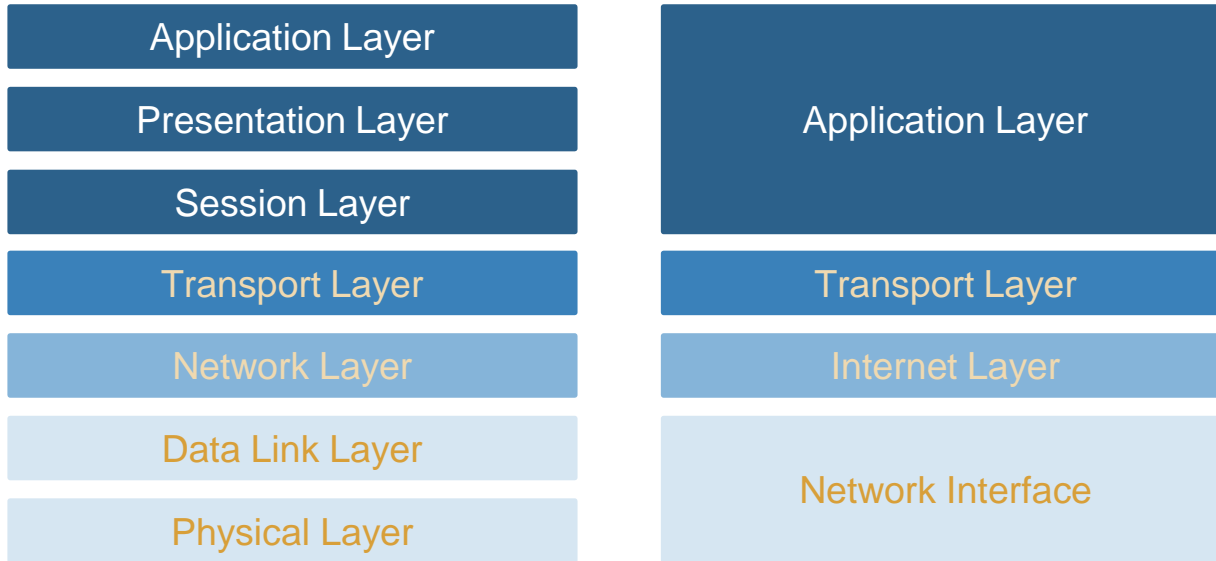 Application Layer
Presentation Layer
Session Layer
Transport Layer
Network Layer
Data Link Layer
Physical Layer
Application Layer
Transport Layer
Internet Layer
Network Interface